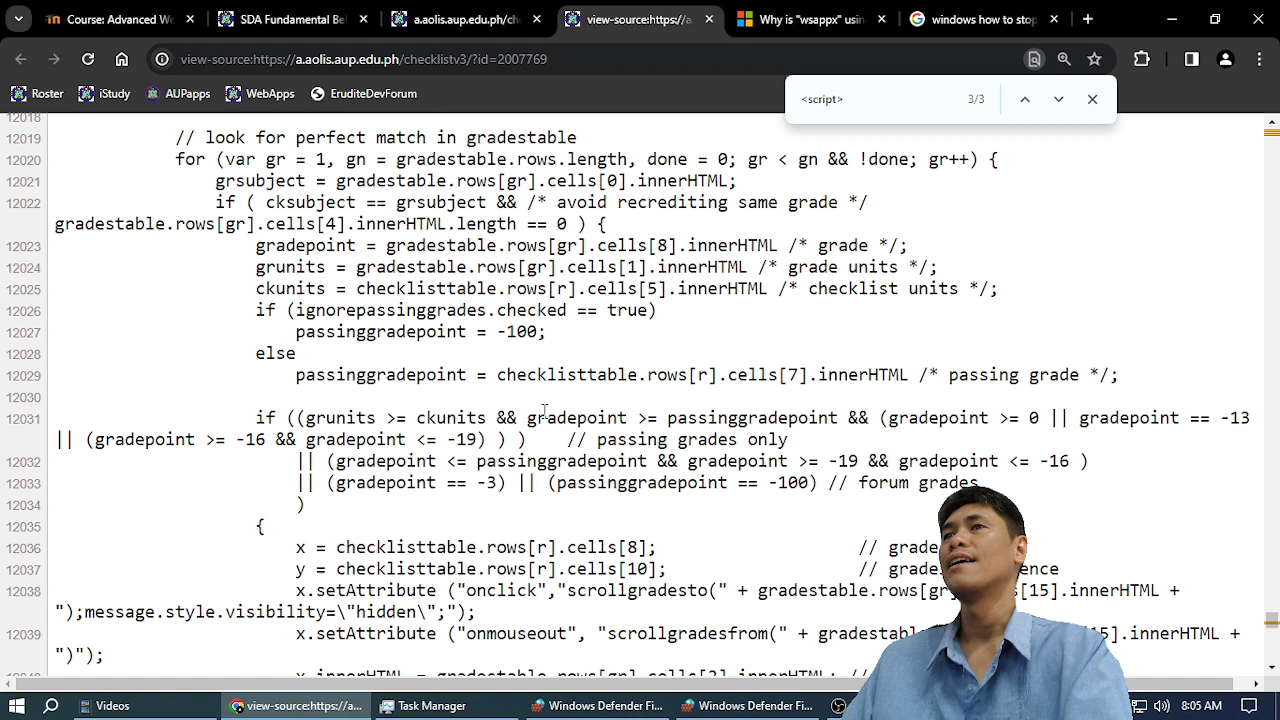 Course: Advanced W
SDA Fundamental Bel
a.aolis.aup.edu.ph/ch
view-source:https://a.
Why is "wsappx" usin
windows how to stop
view-source:https://a.aolis.aup.edu.ph/checklistv3/?id=2007769
Roster
iStudy
AUPapps
WebApps
EruditeDevForum
<script>
3/3
12018
12019 // look for perfect match in gradestable
12020 for (var gr = 1, gn = gradestable.rows.length, done = 0; gr < gn && !done; gr++) {
12021 grsubject = gradestable.rows[gr].cells[0].innerHTML;
12022 if ( cksubject == grsubject && /* avoid recrediting same grade */
gradestable.rows[gr].cells[4].innerHTML.length == 0 ) {
12023 gradepoint = gradestable.rows[gr].cells[8].innerHTML /* grade */;
12024 grunits = gradestable.rows[gr].cells[1].innerHTML /* grade units */;
12025 ckunits = checklisttable.rows[r].cells[5].innerHTML /* checklist units */;
12026 if (ignorepassinggrades.checked == true)
12027 passinggradepoint = -100;
12028 else
12029 passinggradepoint = checklisttable.rows[r].cells[7].innerHTML /* passing grade */;
12030
12031 if ((grunits >= ckunits && gradepoint >= passinggradepoint && (gradepoint >= 0 || gradepoint == -13
|| (gradepoint >= -16 && gradepoint <= -19) ) ) // passing grades only
12032 || (gradepoint <= passinggradepoint && gradepoint >= -19 && gradepoint <= -16 )
12033 || (gradepoint == -3) || (passinggradepoint == -100) // forum grades
12034 )
12035 {
12036 x = checklisttable.rows[r].cells[8]; // grade
12037 y = checklisttable.rows[r].cells[10]; // grades ence
12038 x.setAttribute ("onclick","scrollgradesto(" + gradestable.rows[gr [15].innerHTML +
");message.style.visibility=\"hidden\";");
12039 x.setAttribute ("onmouseout", "scrollgradesfrom(" + gradestab 15].innerHTML +
")");
Videos
view-source:https://a...
Task Manager
Windows Defender Fi...
Windows Defender Fi...
8:05 AM